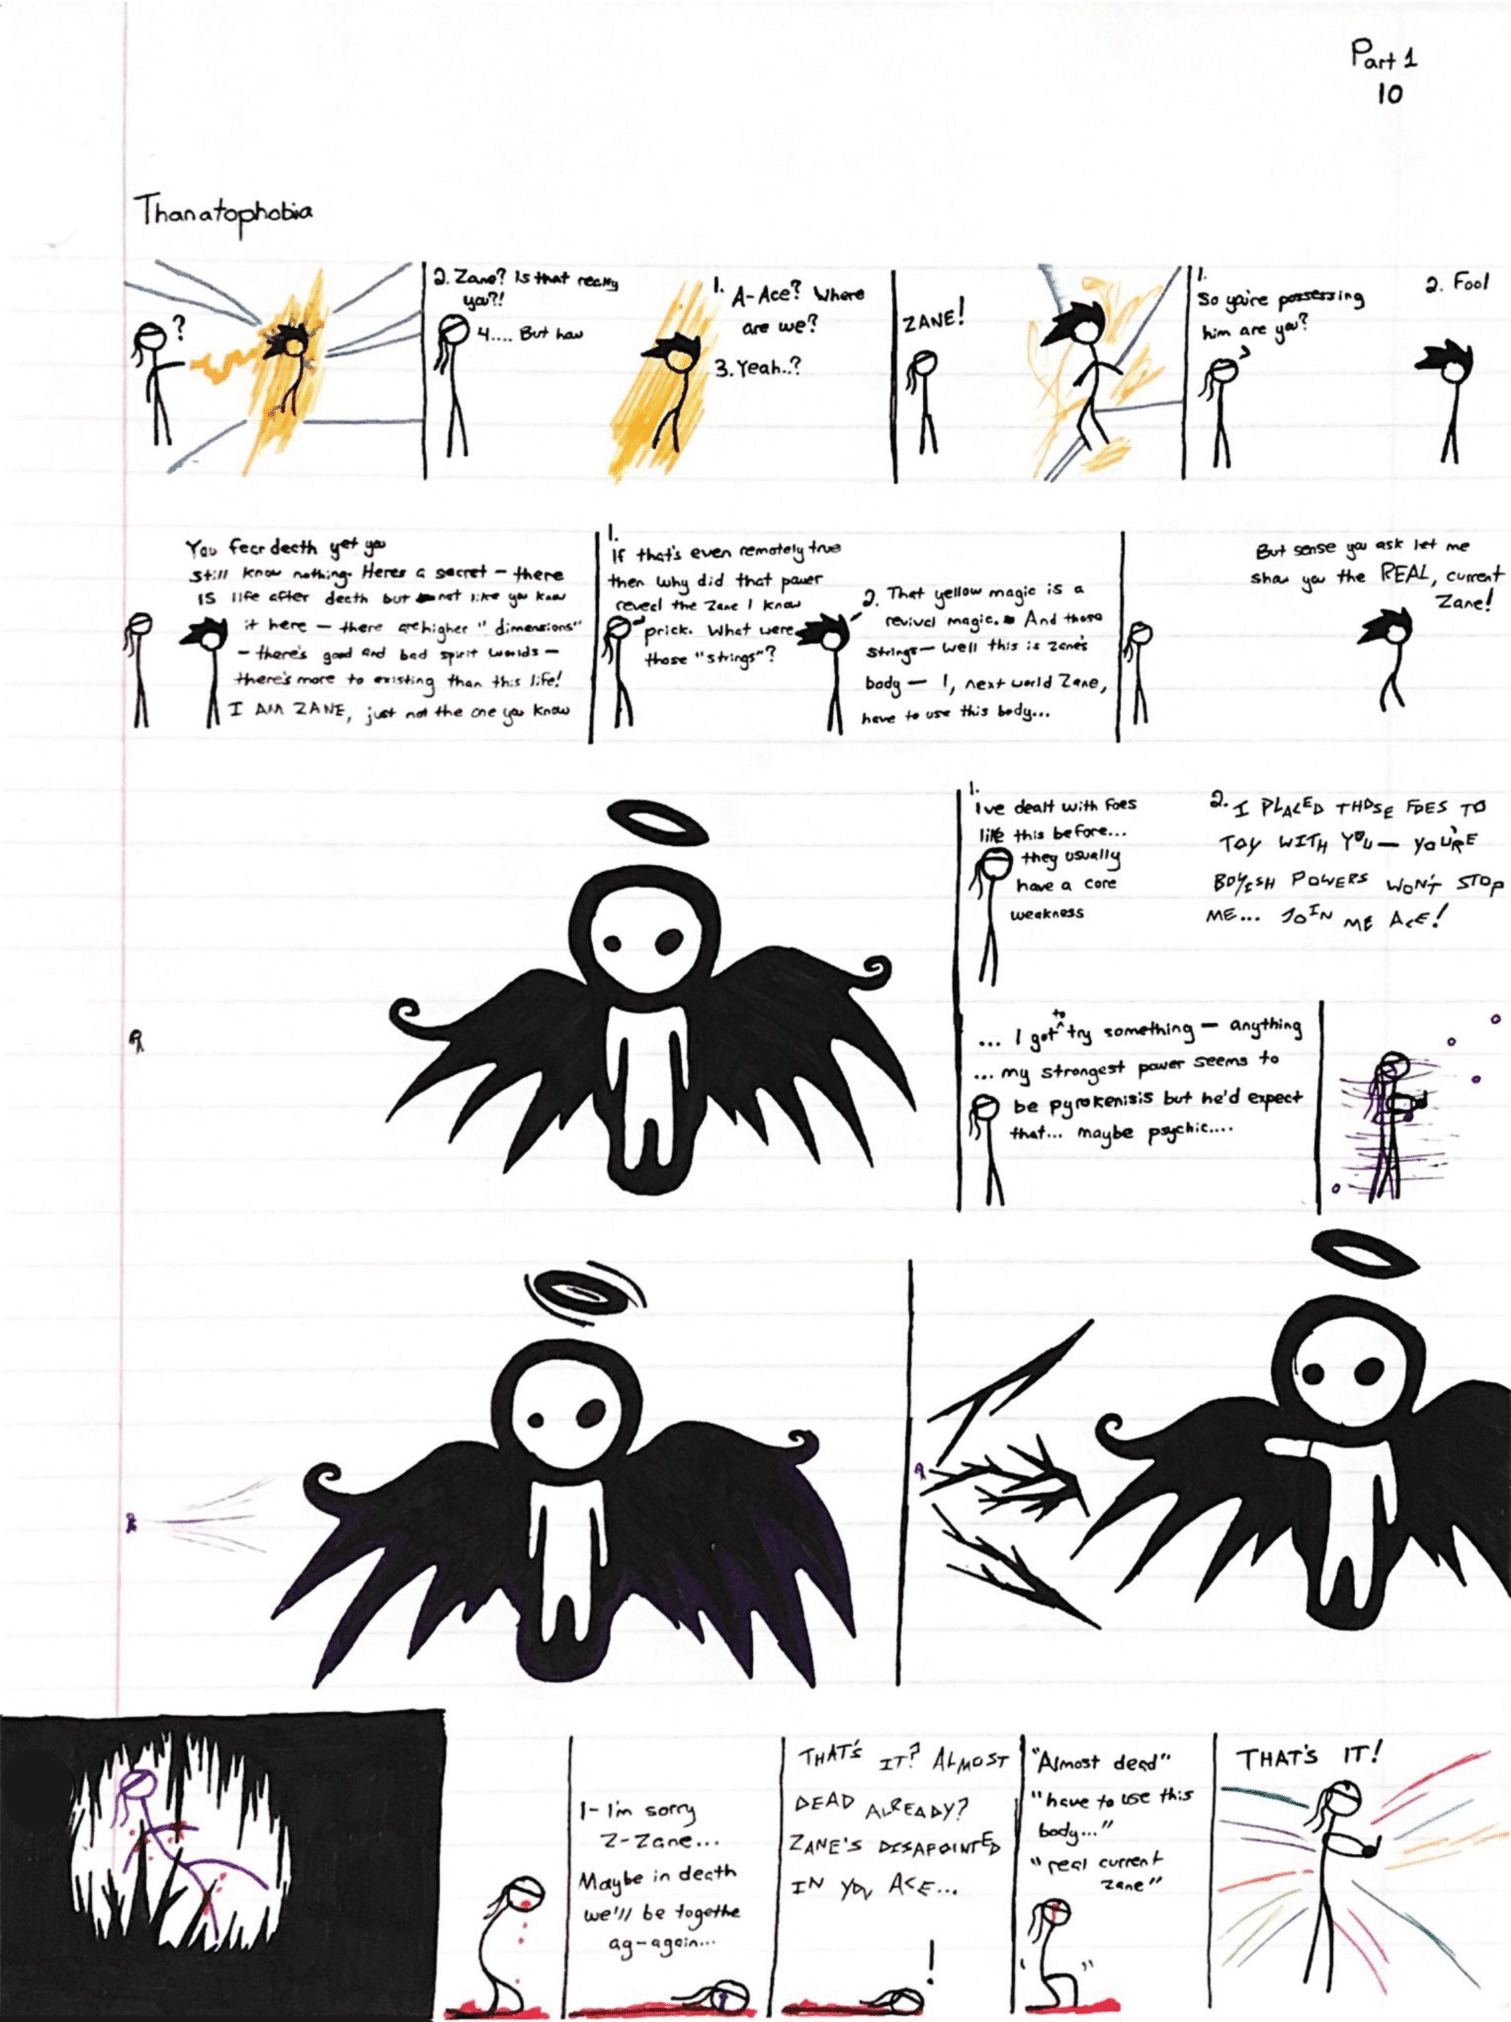 Part 1
10
Thanatophobia
?
2. Zane? Is that really
you?!
4.... But how
1. A-Ace? Where
are we?
3. Yeah..?
ZANE!
1.
So you're possessing
him are you?
2. Fool
You fear death yet you
still know nothing. Heres a secret - there
IS life after death but not like you know
it here - there are higher "dimensions"
- there's good and bad spirit worlds -
there's more to existing than this life!
I AM ZANE, just not the one you know
1.
If that's even remotely true
then why did that power
reveal the Zane I know
prick. What were
those "strings"?
2. That yellow magic is a
revival magic. And those
strings - well this is Zane's
body - I, next world Zane,
have to use this body...
But sense you ask let me
show you the REAL, current
Zane!
1.
I've dealt with foes
like this before...
they usually
have a core
weakness
2. I PLACED THOSE FOES TO
TOY WITH YOU - YOU'RE
BOYISH POWERS WON'T STOP
ME... JOIN ME ACE!
... I got to try something - anything
... my strongest power seems to
be pyrokenisis but he'd expect
that... maybe psychic....
I-I'm sorry
Z-Zane...
Maybe in death
we'll be togethe
ag-again...
THAT'S IT? ALMOST
DEAD ALREADY?
ZANE'S DISAPOINTED
IN YOU ACE...
!
"Almost dead"
"have to use this
body..."
"real current
Zane"
THAT'S IT!